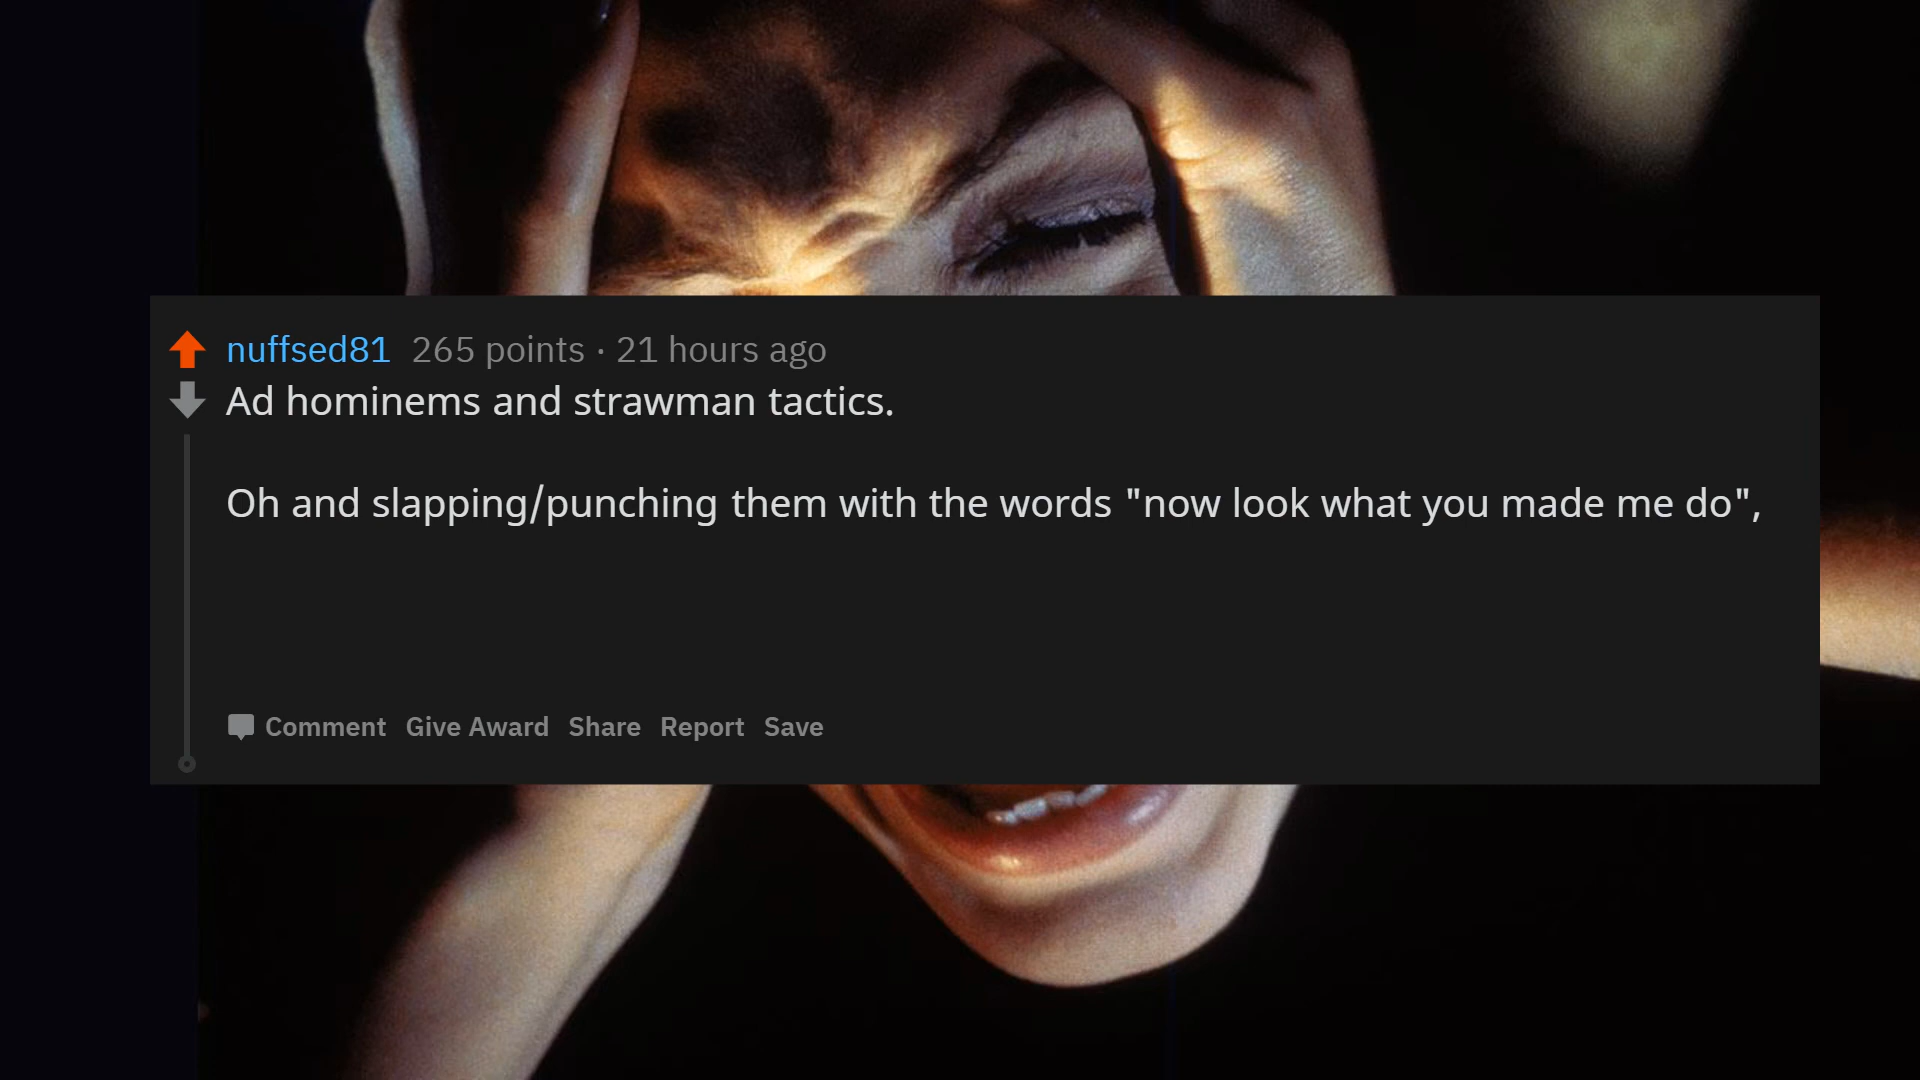 nuffsed81 265 points · 21 hours ago
Ad hominems and strawman tactics.
Oh and slapping/punching them with the words "now look what you made me do",
Comment Give Award Share Report Save